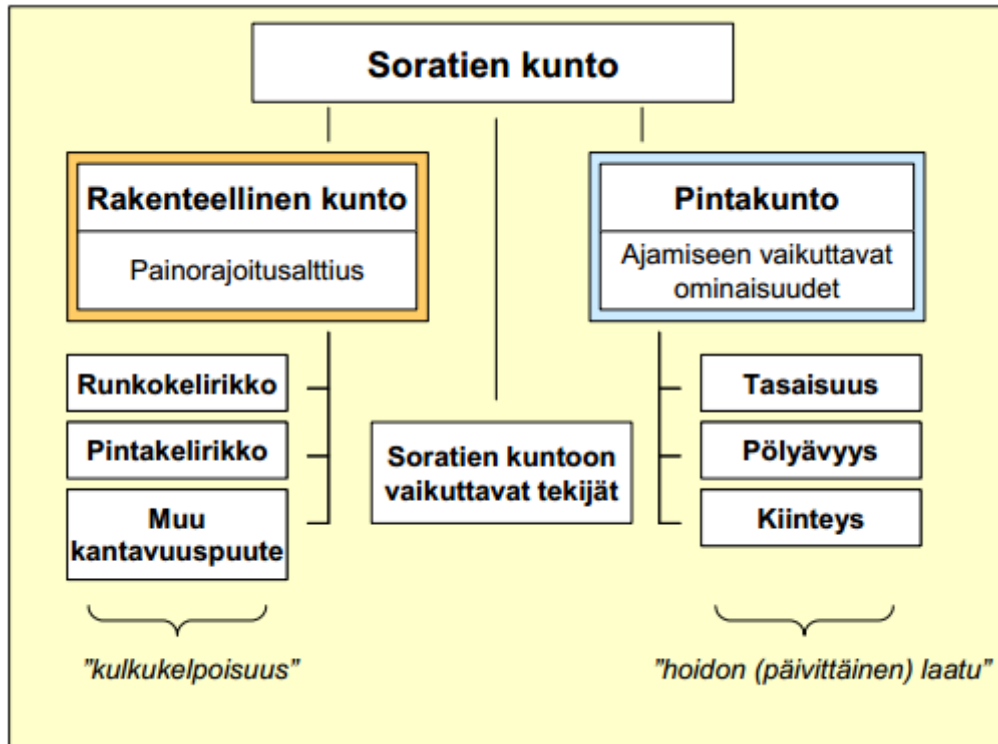 Soratien kunto
Rakenteellinen kunto
Painorajoitusalttius
Pintakunto
Ajamiseen vaikuttavat
ominaisuudet
Runkokelirikko
Pintakelirikko
Muu
kantavuuspuute
Soratien kuntoon
vaikuttavat tekijät
Tasaisuus
Pölyävyys
Kiinteys
”kulkukelpoisuus”
”hoidon (päivittäinen) laatu”